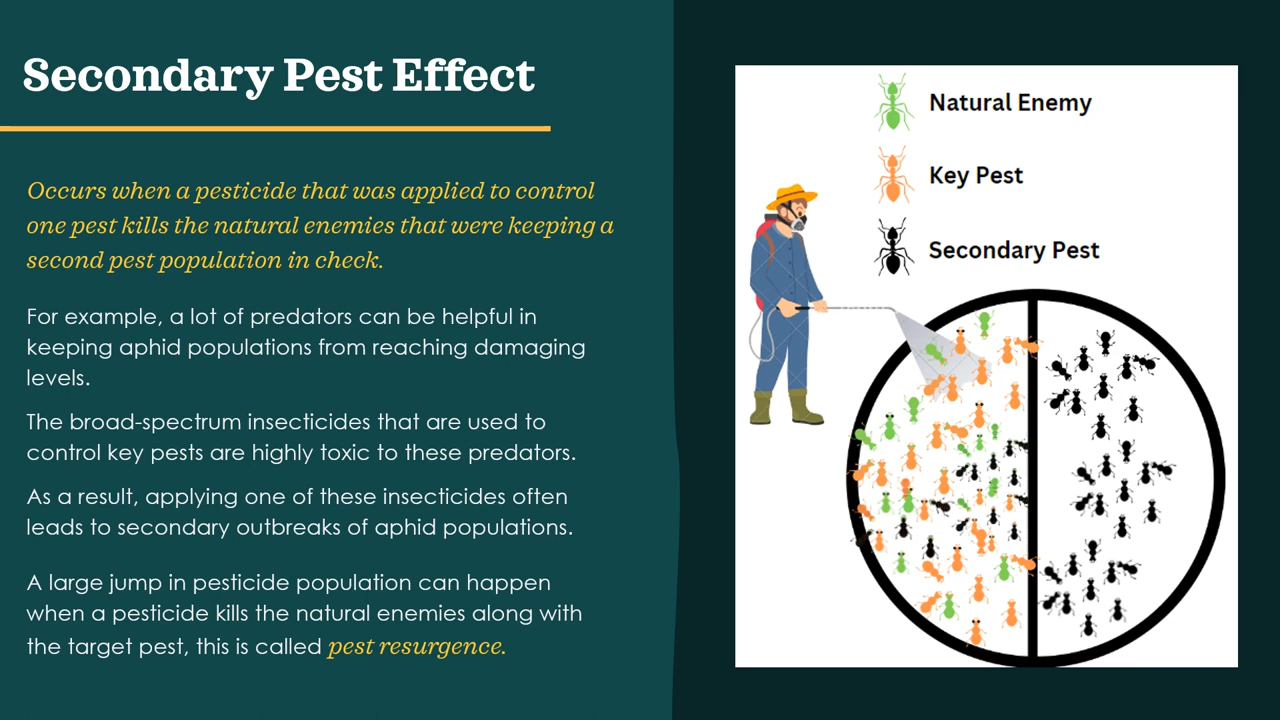 Secondary Pest Effect
Occurs when a pesticide that was applied to control
one pest kills the natural enemies that were keeping a
second pest population in check.
For example, a lot of predators can be helpful in
keeping aphid populations from reaching damaging
levels.
The broad-spectrum insecticides that are used to
control key pests are highly toxic to these predators.
As a result, applying one of these insecticides often
leads to secondary outbreaks of aphid populations.
A large jump in pesticide population can happen
when a pesticide kills the natural enemies along with
the target pest, this is called pest resurgence.
Natural Enemy
Key Pest
Secondary Pest